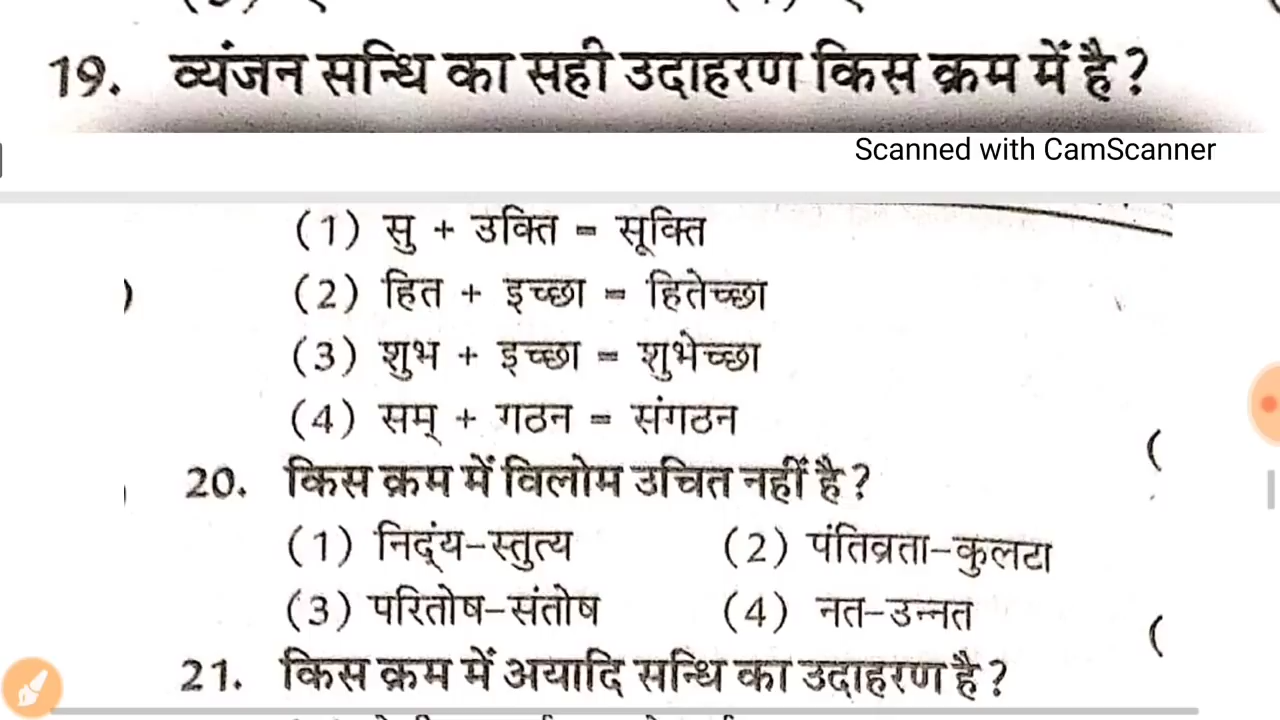 19. व्यंजन सन्धि का सही उदाहरण किस क्रम में है ?
Scanned with CamScanner
(1) सु + उक्ति = सूक्ति
(2) हित + इच्छा = हितेच्छा
(3) शुभ + इच्छा = शुभेच्छा
(4) सम् + गठन = संगठन
20. किस क्रम में विलोम उचित नहीं है ?
(1) निद्ंय-स्तुत्य (2) पंतिव्रता-कुलटा
(3) परितोष-संतोष (4) नत-उन्नत
21. किस क्रम में अयादि सन्धि का उदाहरण है ?